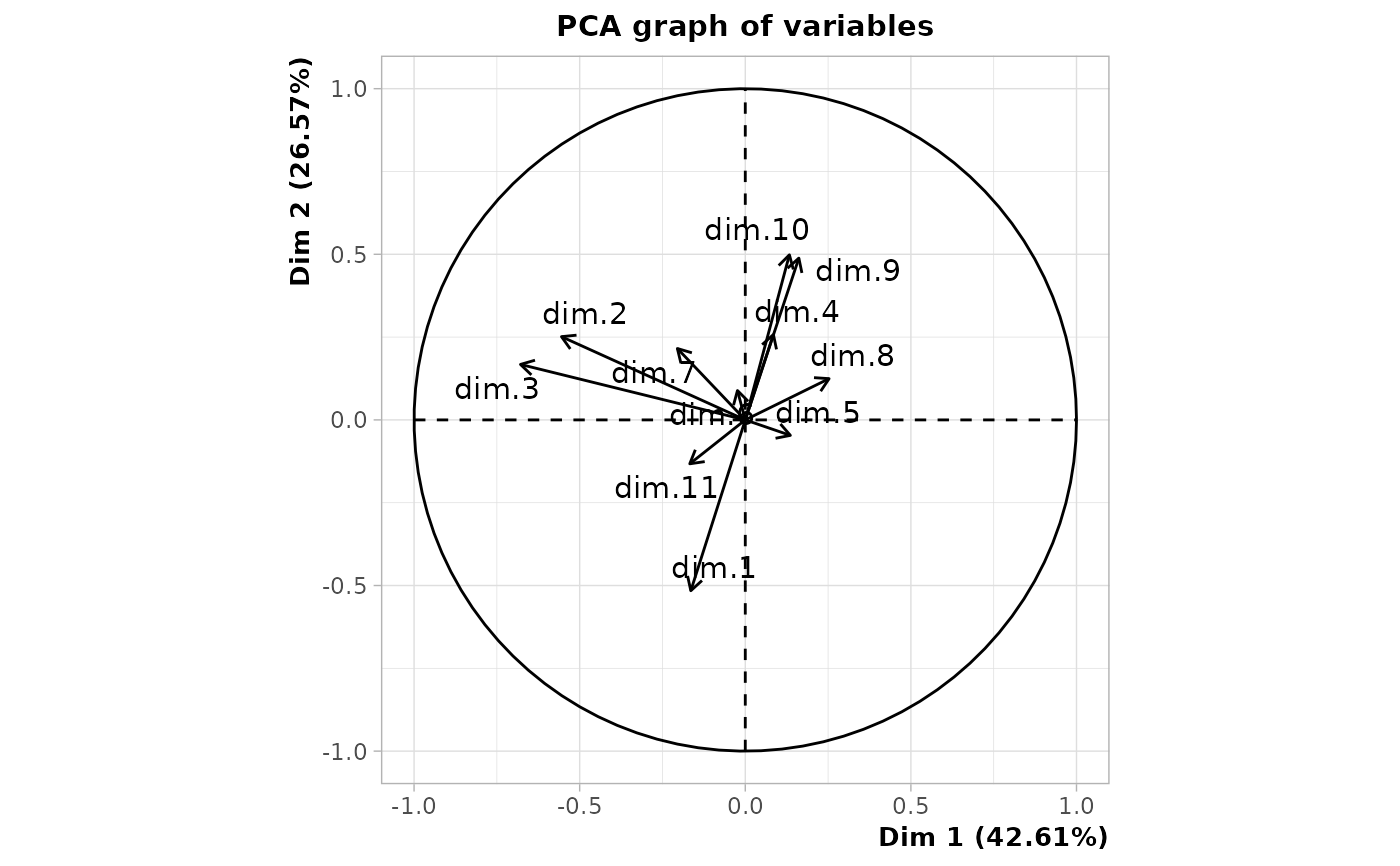 PCA graph of variables
Dim 2 (26.57%)
1.0
0.5
0.0
-0.5
-1.0
dim.10
dim.9
dim.2
dim.4
dim.8
dim.7
dim.3
dim.5
dim.11
dim.1
-1.0
-0.5
0.0
0.5
1.0
Dim 1 (42.61%)